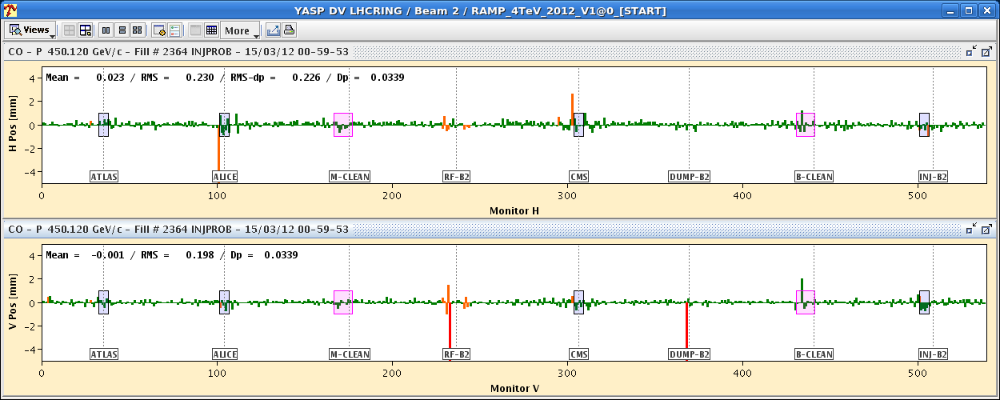 YASP DV LHCRING / Beam 2 / RAMP_4TeV_2012_V1@0_[START]
Views More
CO - P 450.120 GeV/c - Fill # 2364 INJPROB - 15/03/12 00-59-53
Mean = 0.023 / RMS = 0.230 / RMS-dp = 0.226 / Dp = 0.0339
H Pos [mm]
4
2
0
-2
-4
ATLAS ALICE M-CLEAN RF-B2 CMS DUMP-B2 B-CLEAN INJ-B2
0 100 200 300 400 500
Monitor H
CO - P 450.120 GeV/c - Fill # 2364 INJPROB - 15/03/12 00-59-53
Mean = -0.001 / RMS = 0.198 / Dp = 0.0339
V Pos [mm]
4
2
0
-2
-4
ATLAS ALICE M-CLEAN RF-B2 CMS DUMP-B2 B-CLEAN INJ-B2
0 100 200 300 400 500
Monitor V